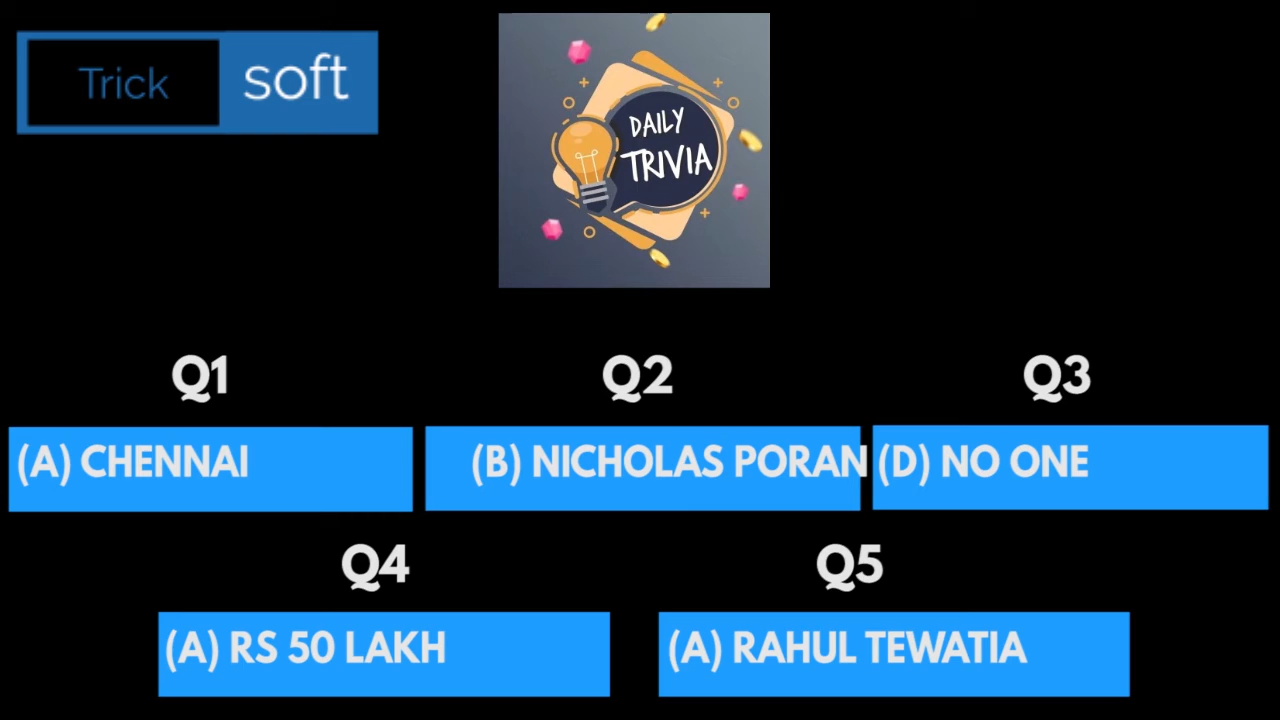 Trick soft
DAILY
TRIVIA
Q1
Q2
Q3
(A) CHENNAI
(B) NICHOLAS PORAN
(D) NO ONE
Q4
Q5
(A) RS 50 LAKH
(A) RAHUL TEWATIA